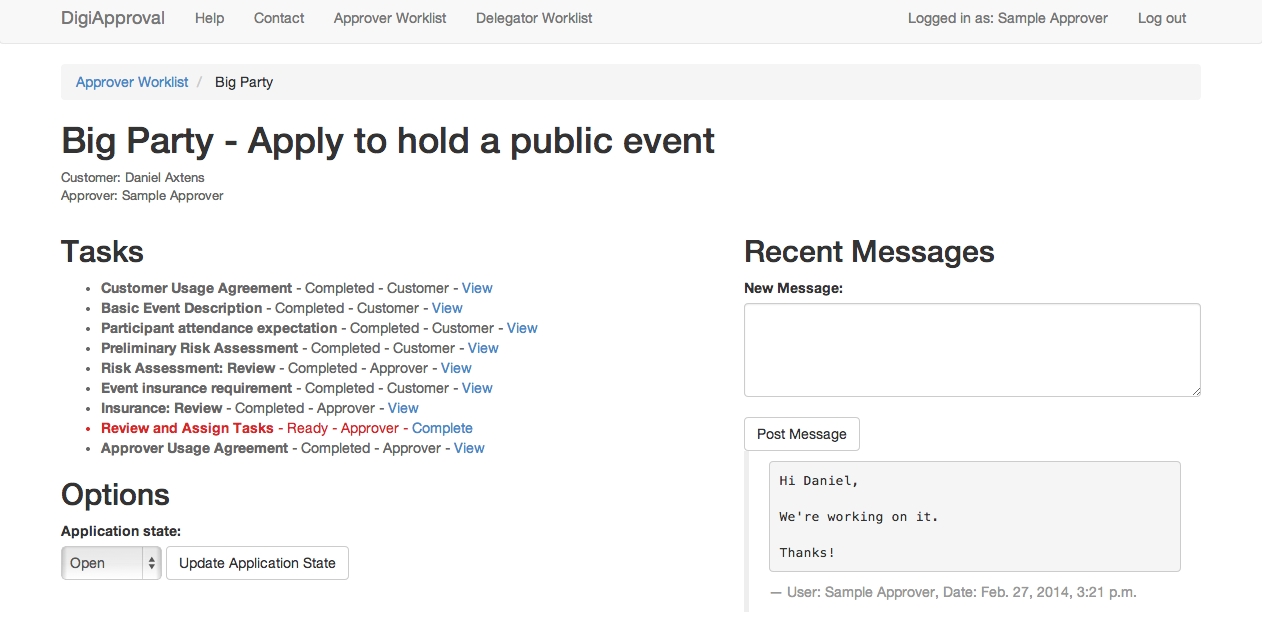 DigiApproval Help Contact Approver Worklist Delegator Worklist Logged in as: Sample Approver Log out
Approver Worklist / Big Party
Big Party - Apply to hold a public event
Customer: Daniel Axtens
Approver: Sample Approver
Tasks
Customer Usage Agreement - Completed - Customer - View
Basic Event Description - Completed - Customer - View
Participant attendance expectation - Completed - Customer - View
Preliminary Risk Assessment - Completed - Customer - View
Risk Assessment: Review - Completed - Approver - View
Event insurance requirement - Completed - Customer - View
Insurance: Review - Completed - Approver - View
Review and Assign Tasks - Ready - Approver - Complete
Approver Usage Agreement - Completed - Approver - View
Options
Application state:
Open Update Application State
Recent Messages
New Message:
Post Message
Hi Daniel,
We're working on it.
Thanks!
— User: Sample Approver, Date: Feb. 27, 2014, 3:21 p.m.